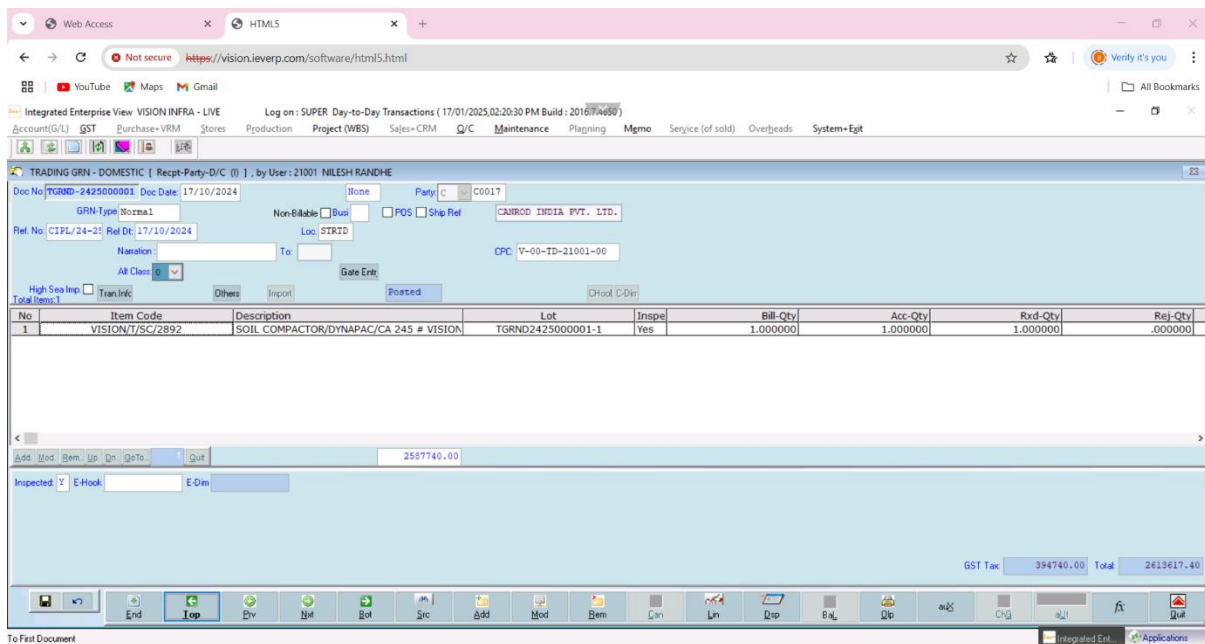 Web Access HTML5
Not secure https://vision.ieverp.com/software/html5.html Verify it's you
YouTube Maps Gmail All Bookmarks
Integrated Enterprise View VISION INFRA - LIVE Log on : SUPER Day-to-Day Transactions ( 17/01/2025,02:20:30 PM Build : 2016.7.4650 )
Account(G/L) GST Purchase+VRM Stores Production Project (WBS) Sales+CRM Q/C Maintenance Planning Memo Service (of sold) Overheads System+Exit
TRADING GRN - DOMESTIC [ Recpt-Party-D/C (I) ] , by User : 21001 NILESH RANDHE
Doc No TGRND-2425000001 Doc Date: 17/10/2024 None Party: C C0017
GRN-Type Normal Non-Billable Busi POS Ship Ref CANROD INDIA PVT. LTD.
Ref. No: CIPL/24-25 Ref Dt: 17/10/2024 Loc. STRTD
Narration : To: CPC: V-00-TD-21001-00
Alt Class: 0 Gate Entr
High Sea Imp. Tran.Info Others Import Posted CHool C-Dim
Total Items:1
No Item Code Description Lot Inspe Bill-Qty Acc-Qty Rxd-Qty Rej-Qty
1 VISION/T/SC/2892 SOIL COMPACTOR/DYNAPAC/CA 245 # VISION TGRND2425000001-1 Yes 1.000000 1.000000 1.000000 .000000
Add. Mod. Rem.. Up. Dn.. GoTo.. 1 Quit 2587740.00
Inspected: Y E-Hook E-Dim
GST Tax: 394740.00 Total: 2613617.40
End Top Prv Nxt Bot Src Add Mod Rem Can Lin Dsp BaL Dlp auX ChG aUt fx Quit
To First Document Integrated Ent... Applications